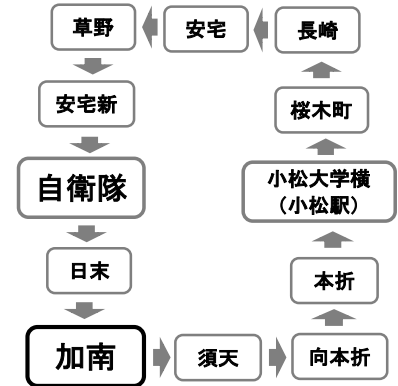 草野
安宅
長崎
安宅新
桜木町
自衛隊
小松大学横
（小松駅）
日末
本折
加南
須天
向本折